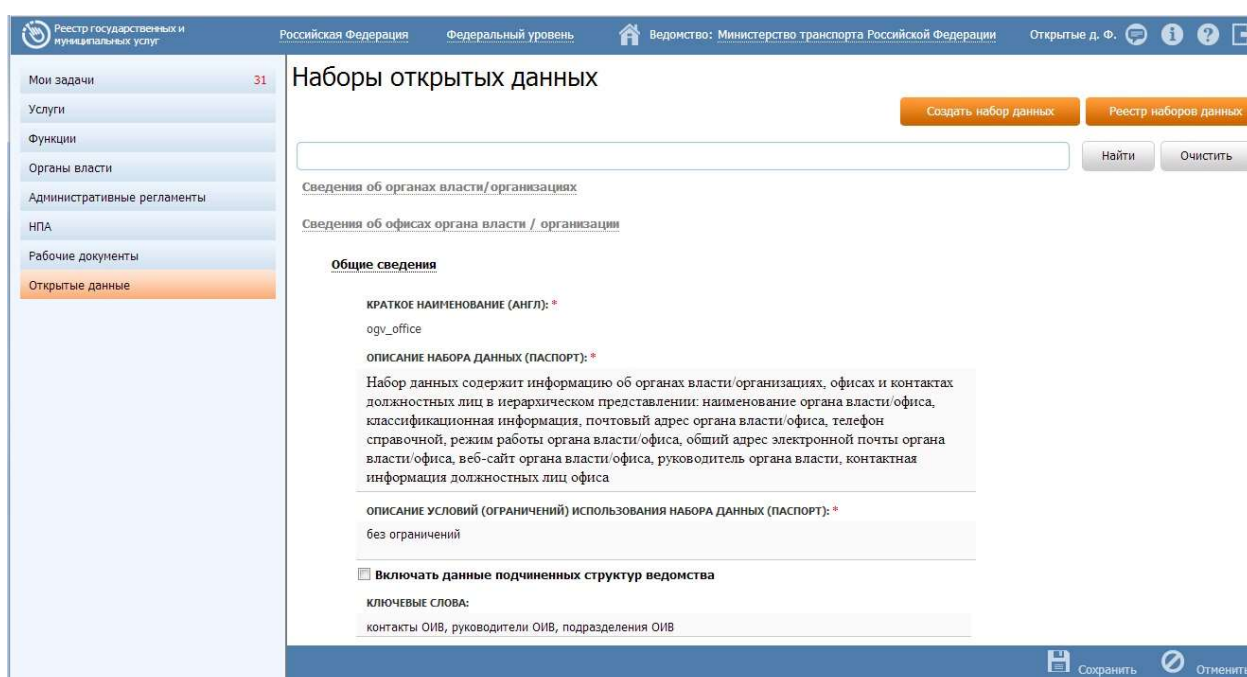 Реестр государственных и
муниципальных услуг
Российская Федерация
Федеральный уровень
Ведомство: Министерство транспорта Российской Федерации
Открытые д. Ф.
Мои задачи 31
Услуги
Функции
Органы власти
Административные регламенты
НПА
Рабочие документы
Открытые данные
Наборы открытых данных
Создать набор данных
Реестр наборов данных
Найти
Очистить
Сведения об органах власти/организациях
Сведения об офисах органа власти / организации
Общие сведения
КРАТКОЕ НАИМЕНОВАНИЕ (АНГЛ): *
ogv_office
ОПИСАНИЕ НАБОРА ДАННЫХ (ПАСПОРТ): *
Набор данных содержит информацию об органах власти/организациях, офисах и контактах
должностных лиц в иерархическом представлении: наименование органа власти/офиса,
классификационная информация, почтовый адрес органа власти/офиса, телефон
справочной, режим работы органа власти/офиса, общий адрес электронной почты органа
власти/офиса, веб-сайт органа власти/офиса, руководитель органа власти, контактная
информация должностных лиц офиса
ОПИСАНИЕ УСЛОВИЙ (ОГРАНИЧЕНИЙ) ИСПОЛЬЗОВАНИЯ НАБОРА ДАННЫХ (ПАСПОРТ): *
без ограничений
Включать данные подчиненных структур ведомства
КЛЮЧЕВЫЕ СЛОВА:
контакты ОИВ, руководители ОИВ, подразделения ОИВ
Сохранить
Отменить